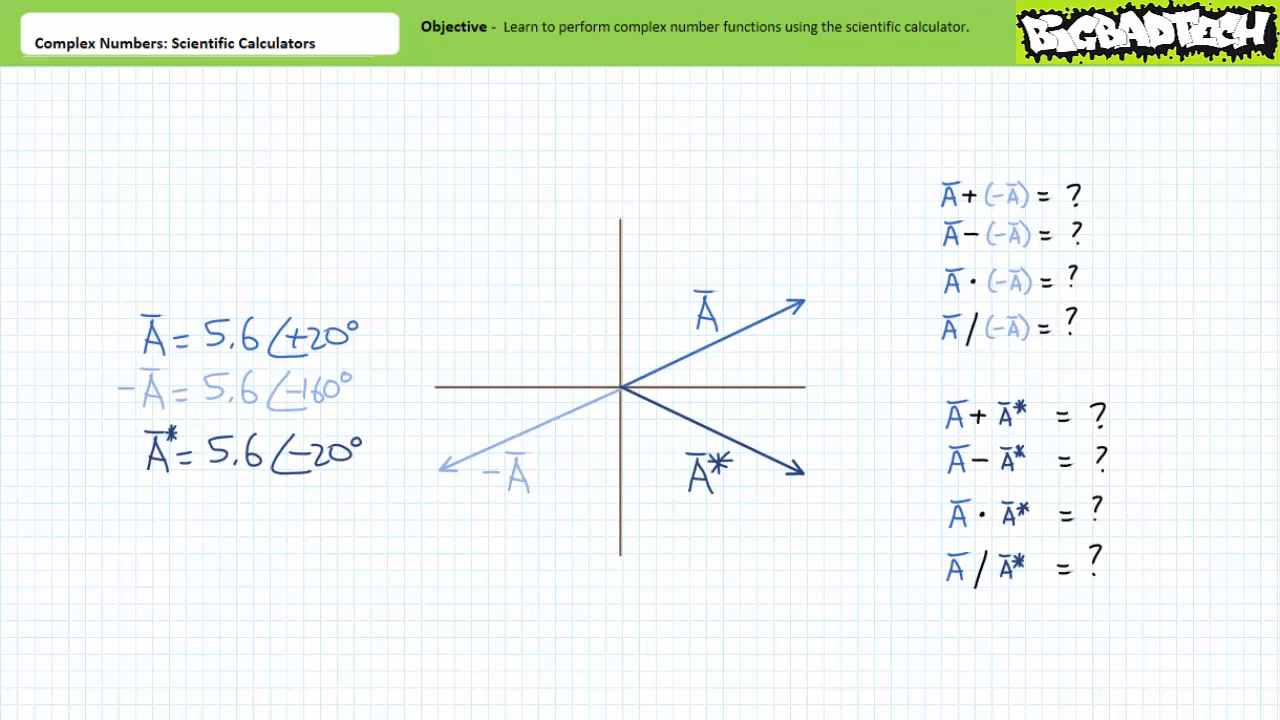 Complex Numbers: Scientific Calculators
Objective - Learn to perform complex number functions using the scientific calculator.
BIGBADTECH
Ā = 5.6 ∠+20°
-Ā = 5.6 ∠-160°
Ā* = 5.6 ∠-20°
Ā
-Ā
Ā*
Ā + (-Ā) = ?
Ā - (-Ā) = ?
Ā · (-Ā) = ?
Ā / (-Ā) = ?
Ā + Ā* = ?
Ā - Ā* = ?
Ā · Ā* = ?
Ā / Ā* = ?